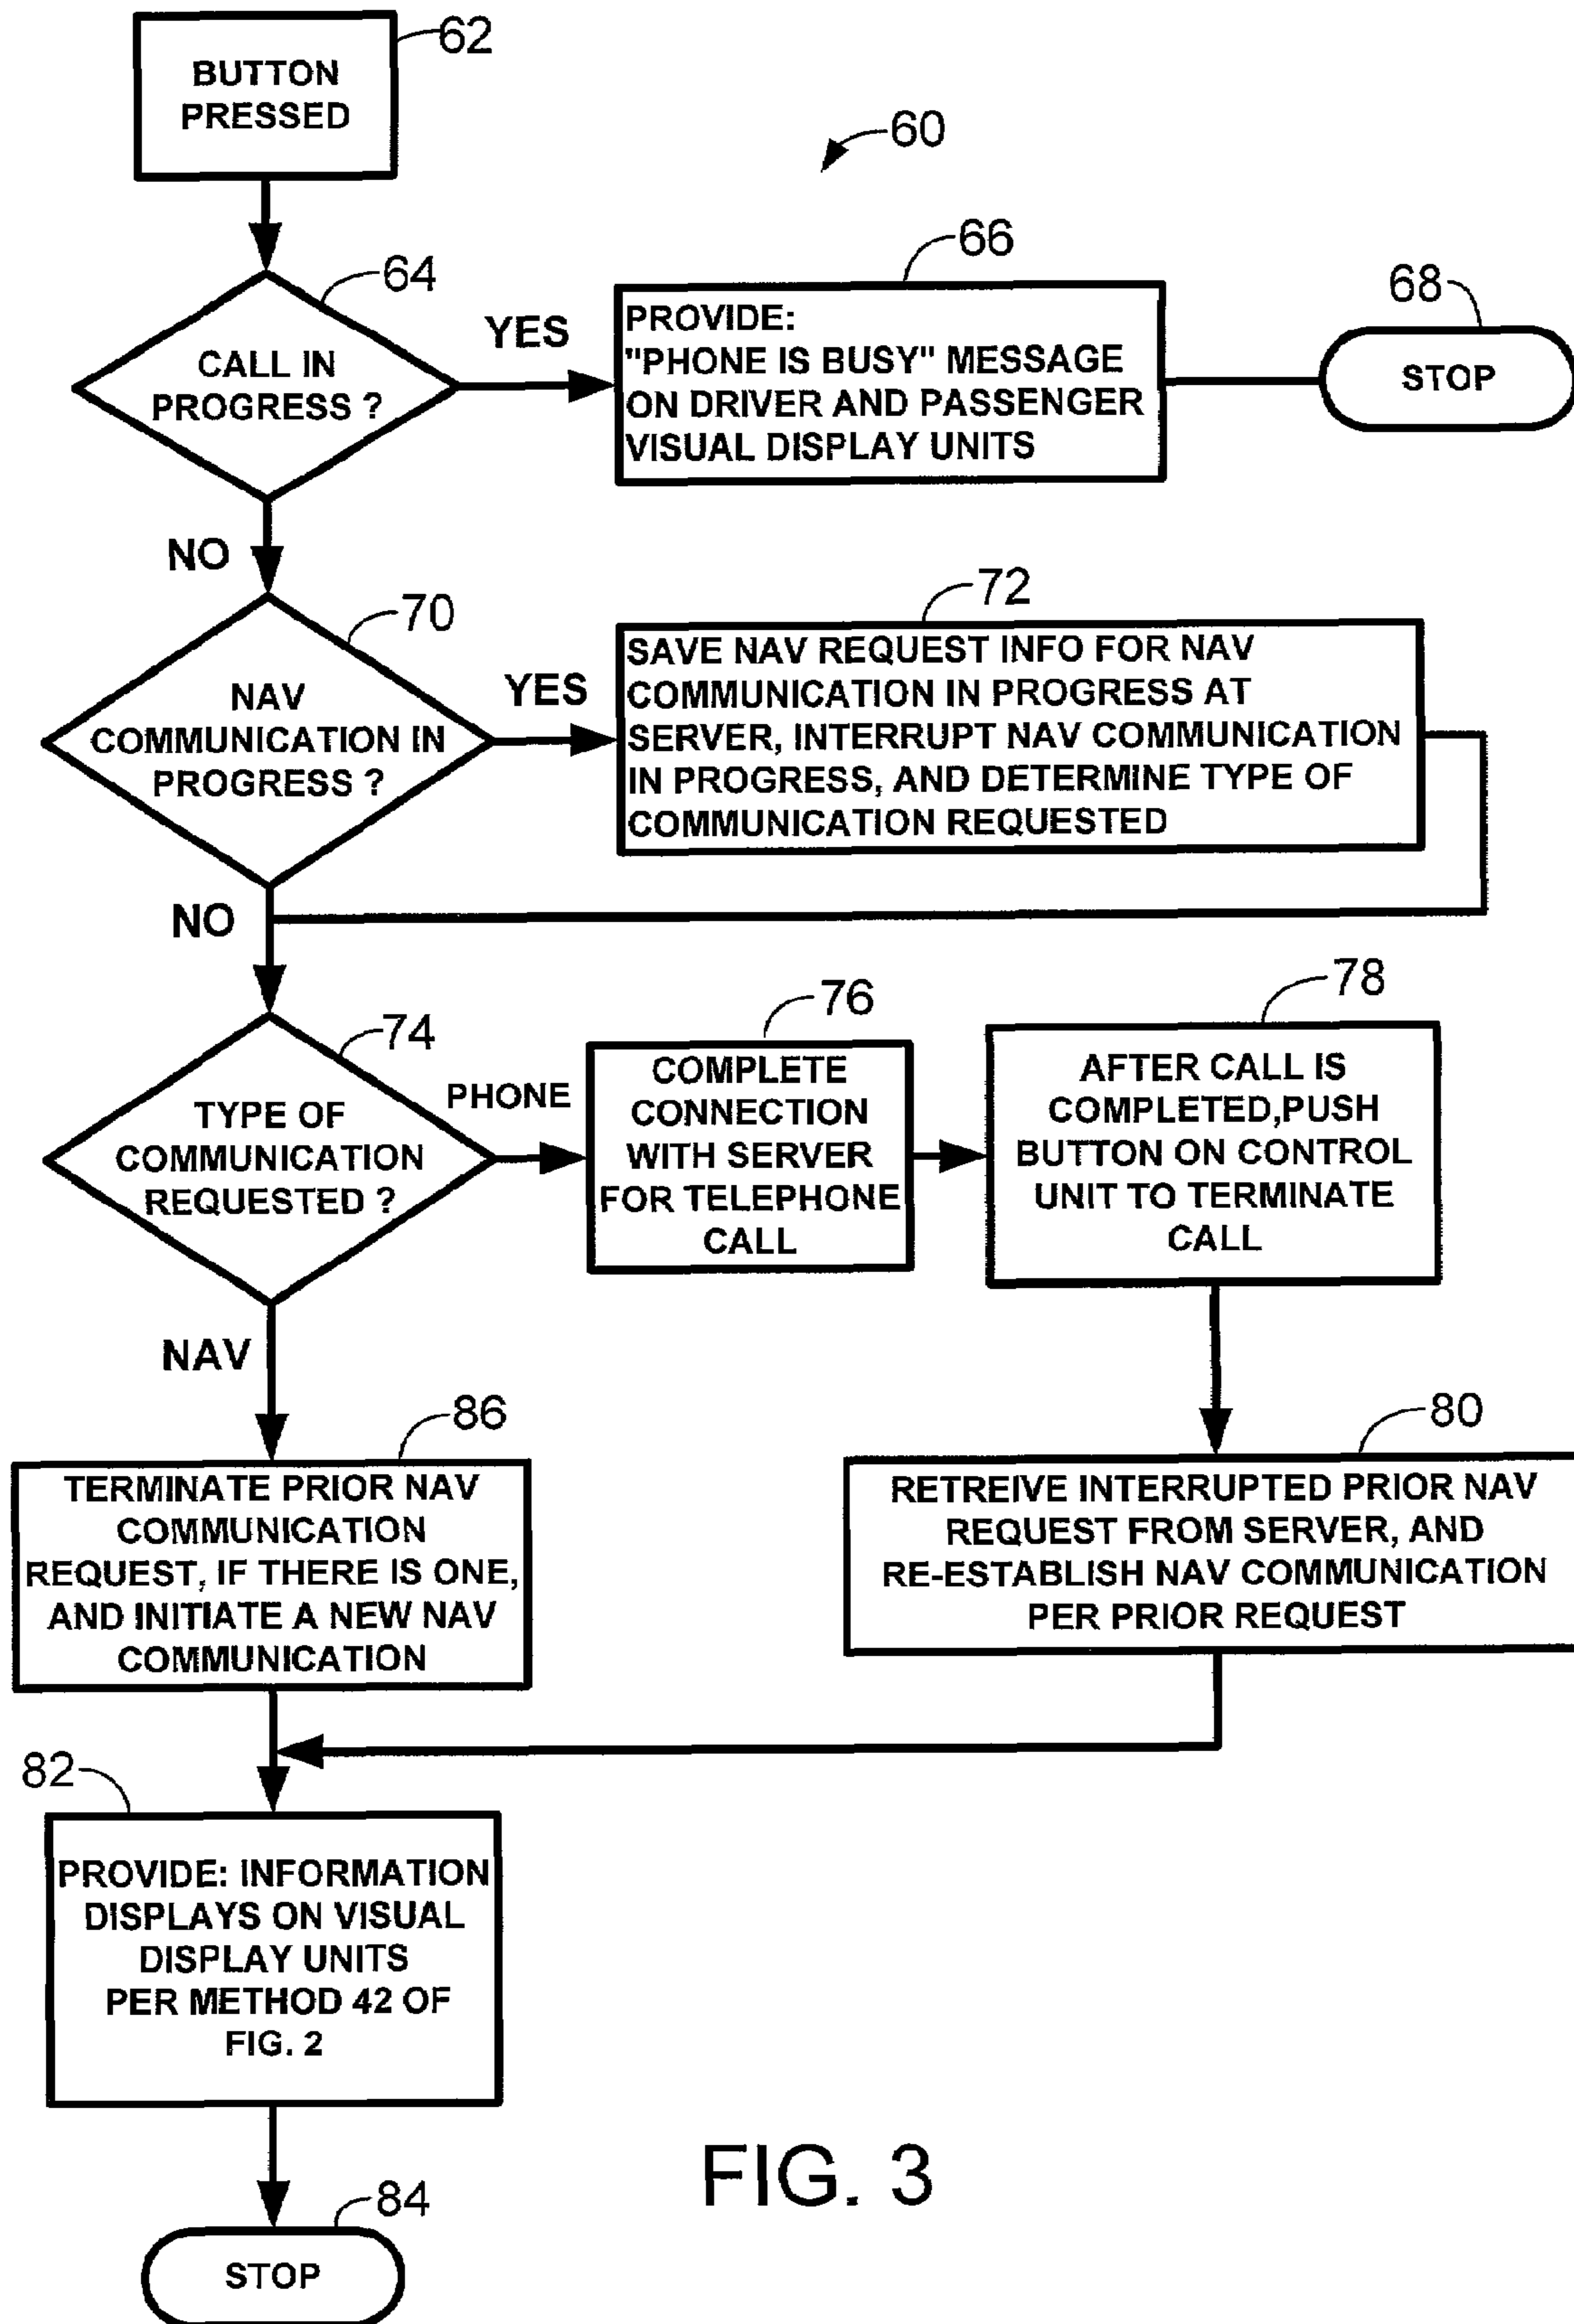 62
BUTTON
PRESSED
60
64
CALL IN
PROGRESS ?
YES
66
PROVIDE:
"PHONE IS BUSY" MESSAGE
ON DRIVER AND PASSENGER
VISUAL DISPLAY UNITS
68
STOP
NO
70
NAV
COMMUNICATION IN
PROGRESS ?
YES
72
SAVE NAV REQUEST INFO FOR NAV
COMMUNICATION IN PROGRESS AT
SERVER, INTERRUPT NAV COMMUNICATION
IN PROGRESS, AND DETERMINE TYPE OF
COMMUNICATION REQUESTED
NO
74
TYPE OF
COMMUNICATION
REQUESTED ?
PHONE
76
COMPLETE
CONNECTION
WITH SERVER
FOR TELEPHONE
CALL
78
AFTER CALL IS
COMPLETED,PUSH
BUTTON ON CONTROL
UNIT TO TERMINATE
CALL
NAV
86
TERMINATE PRIOR NAV
COMMUNICATION
REQUEST, IF THERE IS ONE,
AND INITIATE A NEW NAV
COMMUNICATION
80
RETREIVE INTERRUPTED PRIOR NAV
REQUEST FROM SERVER, AND
RE-ESTABLISH NAV COMMUNICATION
PER PRIOR REQUEST
82
PROVIDE: INFORMATION
DISPLAYS ON VISUAL
DISPLAY UNITS
PER METHOD 42 OF
FIG. 2
84
STOP
FIG. 3